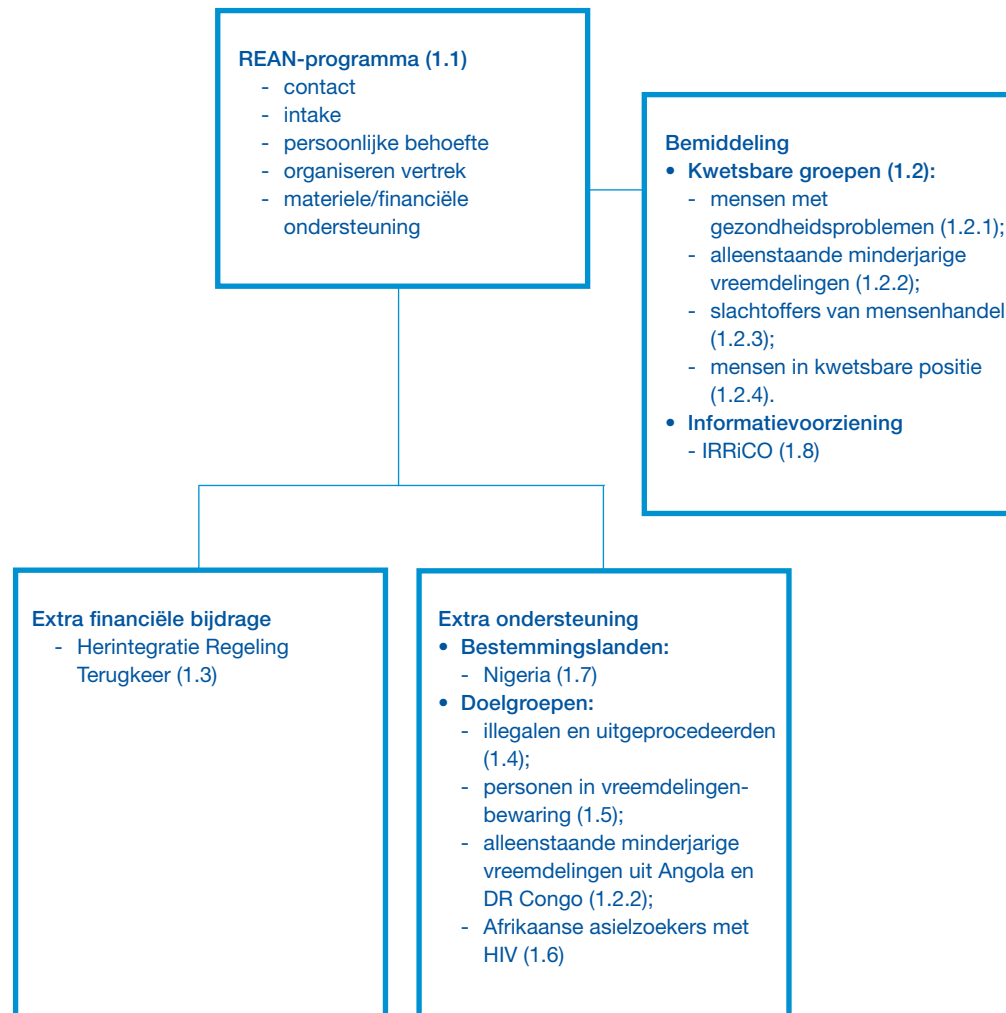 REAN-programma (1.1)
- contact
- intake
- persoonlijke behoefte
- organiseren vertrek
- materiele/financiële
ondersteuning
Bemiddeling
• Kwetsbare groepen (1.2):
- mensen met
gezondheidsproblemen (1.2.1);
- alleenstaande minderjarige
vreemdelingen (1.2.2);
- slachtoffers van mensenhandel
(1.2.3);
- mensen in kwetsbare positie
(1.2.4).
• Informatievoorziening
- IRRiCO (1.8)
Extra financiële bijdrage
- Herintegratie Regeling
Terugkeer (1.3)
Extra ondersteuning
• Bestemmingslanden:
- Nigeria (1.7)
• Doelgroepen:
- illegalen en uitgeprocedeerden
(1.4);
- personen in vreemdelingen-
bewaring (1.5);
- alleenstaande minderjarige
vreemdelingen uit Angola en
DR Congo (1.2.2);
- Afrikaanse asielzoekers met
HIV (1.6)